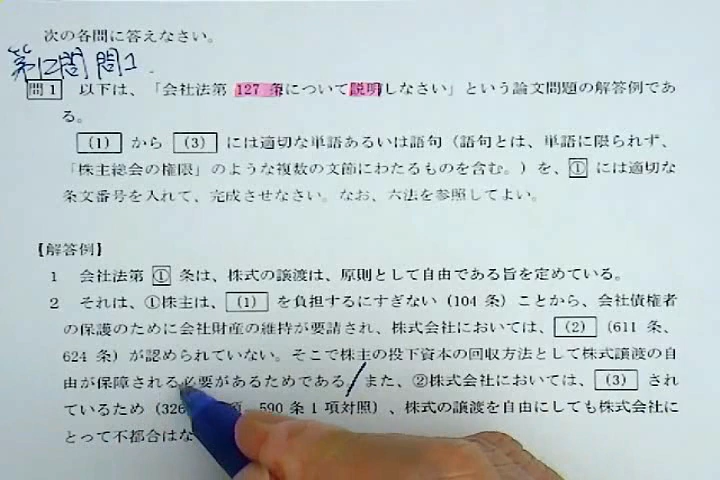 次の各問に答えなさい。
第12問 問1.
問1 以下は、「会社法第 127 条について説明しなさい」という論文問題の解答例であ
る。
(1) から (3) には適切な単語あるいは語句（語句とは、単語に限られず、
「株主総会の権限」のような複数の文節にわたるものを含む。）を、① には適切な
条文番号を入れて、完成させなさい。なお、六法を参照してよい。
【解答例】
1 会社法第 ① 条は、株式の譲渡は、原則として自由である旨を定めている。
2 それは、①株主は、(1) を負担するにすぎない（104 条）ことから、会社債権者
の保護のために会社財産の維持が要請され、株式会社においては、(2)（611 条、
624 条）が認められていない。そこで株主の投下資本の回収方法として株式譲渡の自
由が保障される必要があるためである/また、②株式会社においては、(3) され
ているため（326 項 590 条 1 項対照）、株式の譲渡を自由にしても株式会社に
とって不都合はな